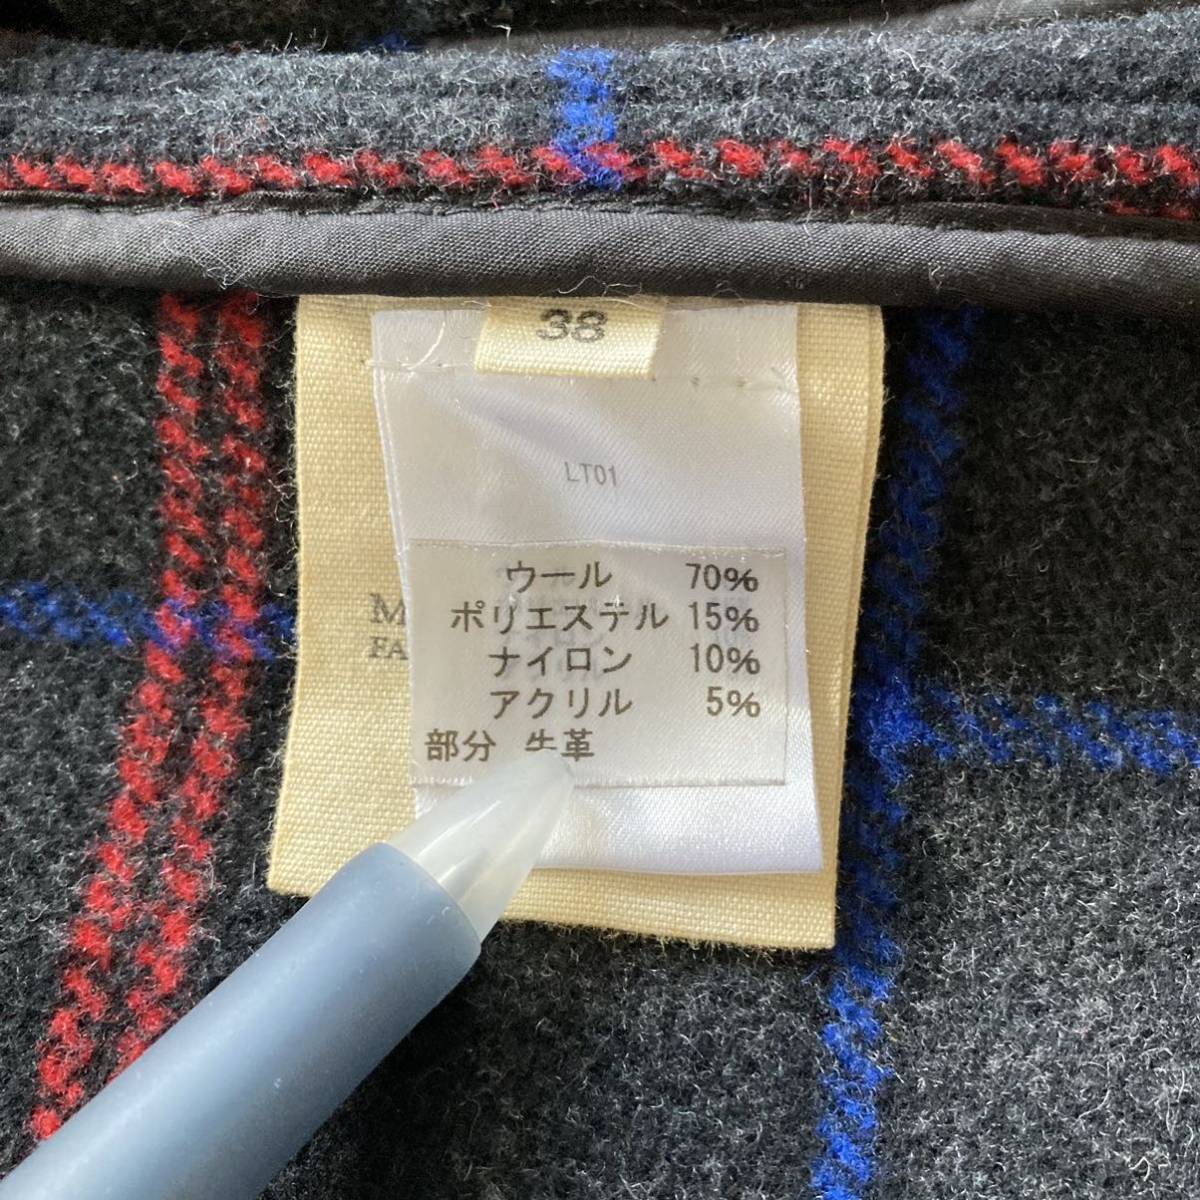 38
LT01
ウール 70%
ポリエステル 15%
ナイロン 10%
アクリル 5%
部分 牛革